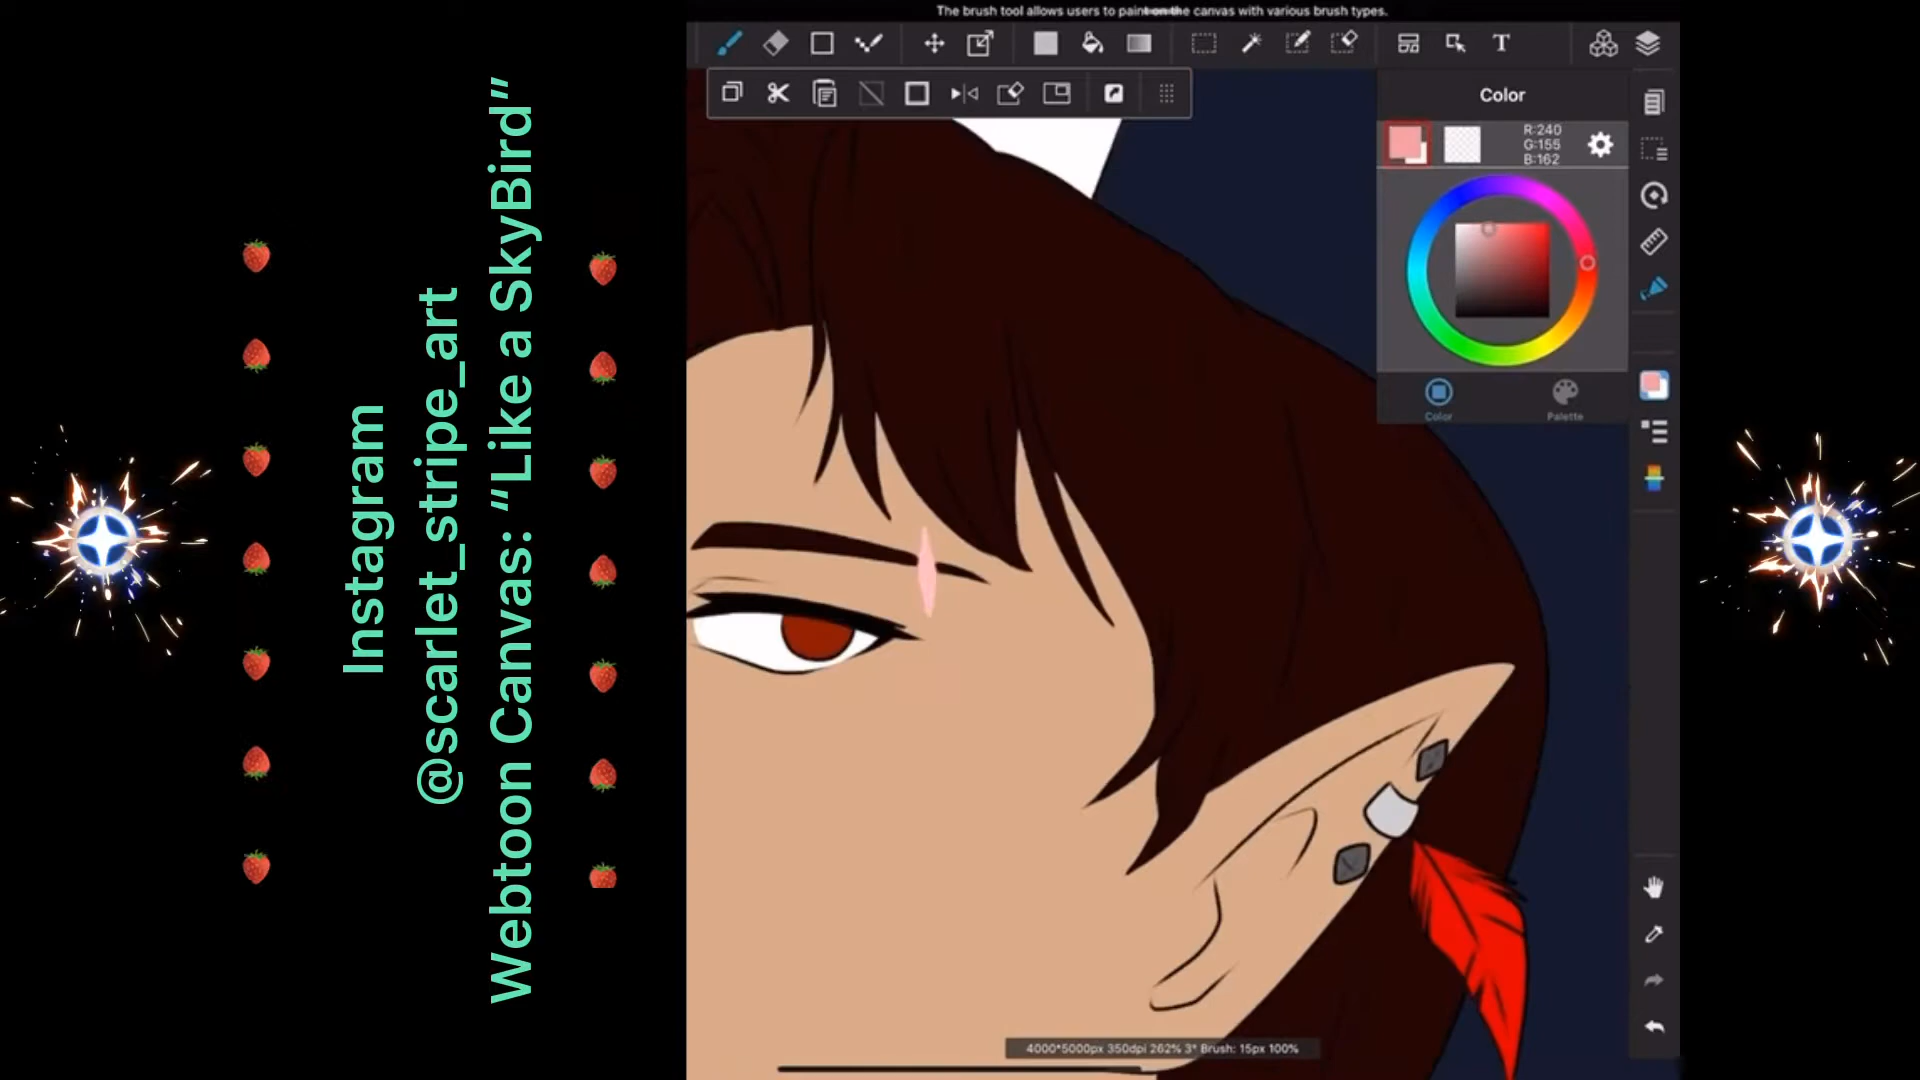 Instagram
@scarlet_stripe_art
Webtoon Canvas: "Like a SkyBird"
The brush tool allows users to paint on the canvas with various brush types.
T
Color
R:240
G:155
B:162
Color
Palette
4000*5000px 350dpi 262% 3° Brush: 15px 100%